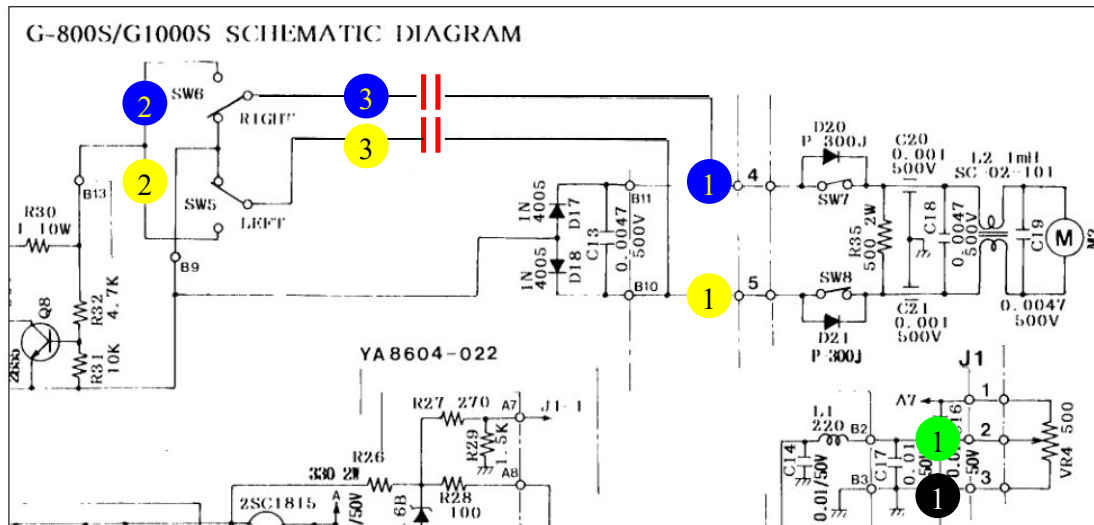 G-800S/G1000S SCHEMATIC DIAGRAM
2
SW6
3
RIGHT
3
2
B13
SW5
LEFT
R30
1 10W
B9
R32
4.7K
Q8
R31
10K
1N
4005
D17
1N
4005
D18
C13
0.0047
500V
B11
B10
1
4
1
5
D20
P 300J
SW7
SW8
D21
P-300J
R35
500 2W
C20
0.001
500V
C21
0.001
500V
C18
0.0047
500V
L2 1mH
SC-02-101
C19
0.0047
500V
M
YA8604-022
R27 270
A7
J1-1
R29
1.5K
R26
330 2W
A8
R28
100
2SC1815
A
/50V
6B
J1
A7
1
L1
220
B2
1
2
C14
0.01/50V
C17
0.01
B3
1
3
VR4 500